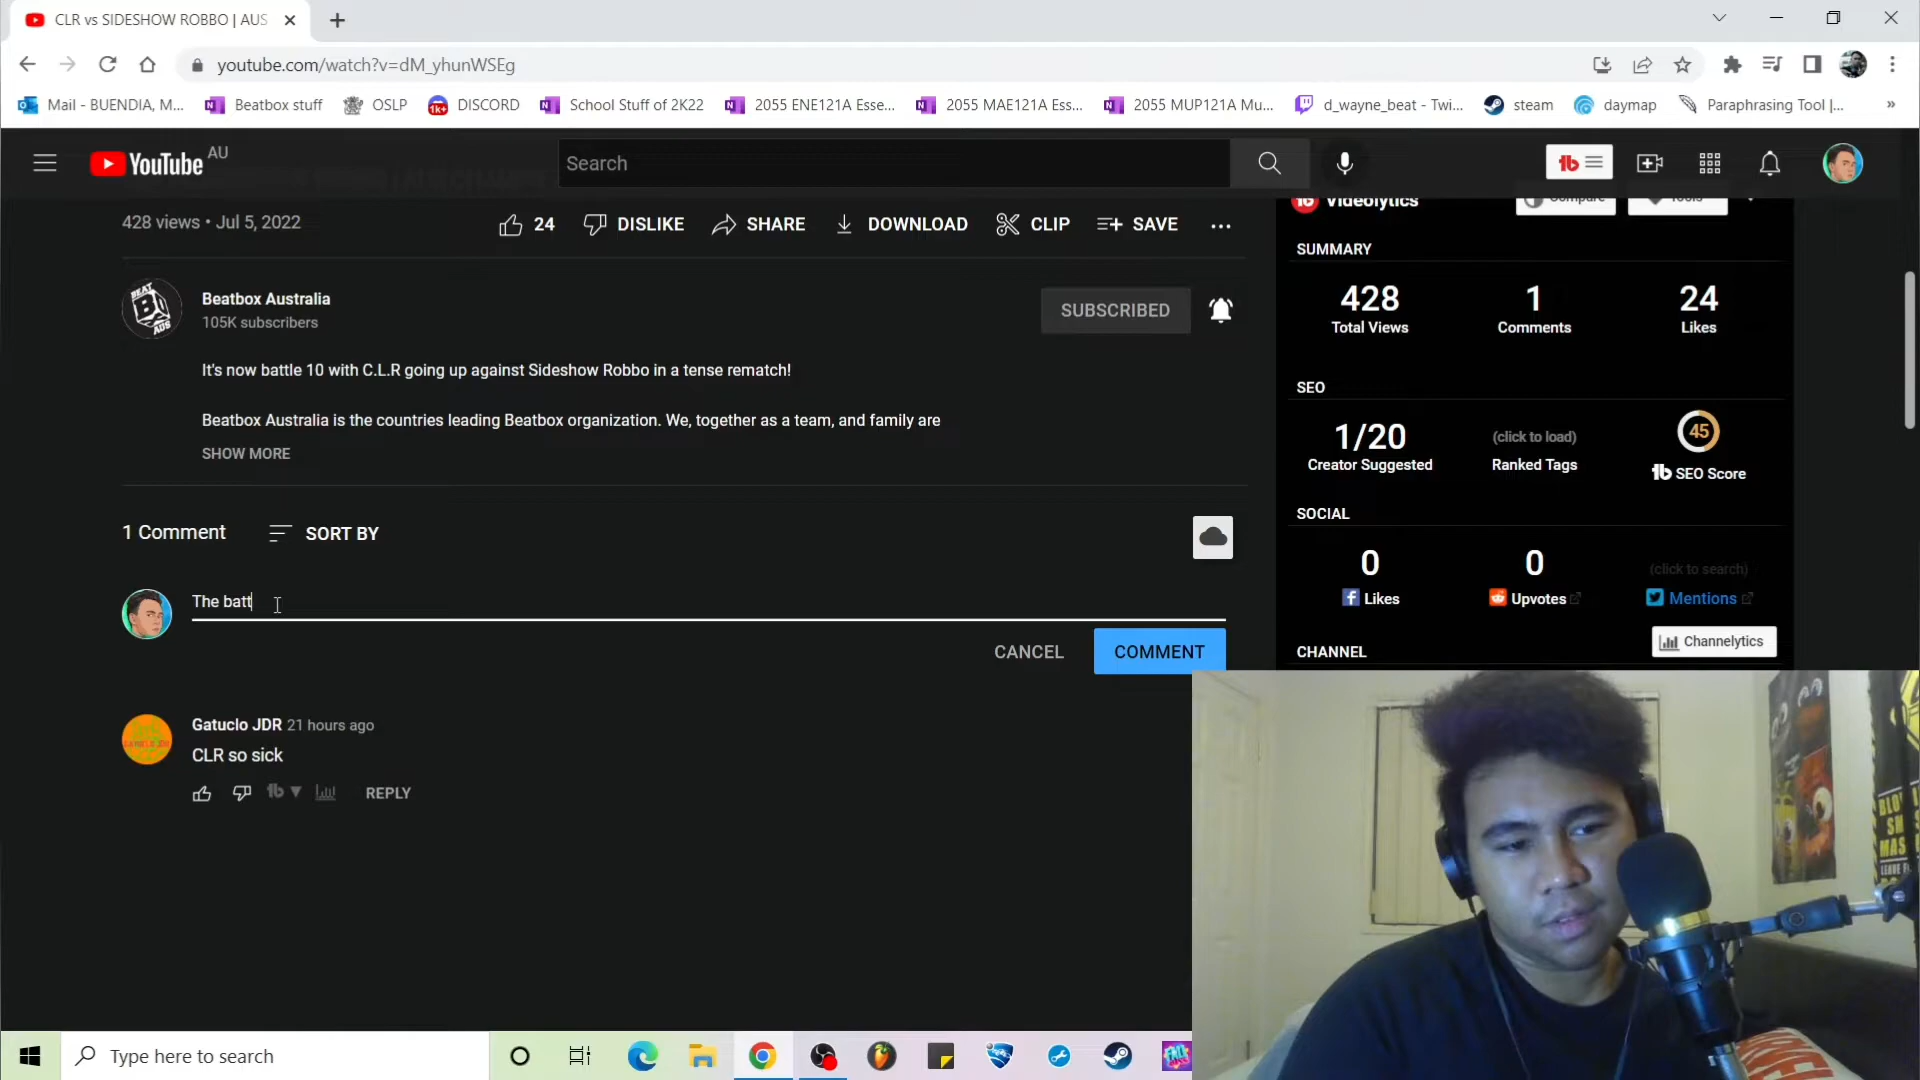 CLR vs SIDESHOW ROBBO | AUS
youtube.com/watch?v=dM_yhunWSEg
Mail - BUENDIA, M... Beatbox stuff OSLP DISCORD School Stuff of 2K22 2055 ENE121A Esse... 2055 MAE121A Ess... 2055 MUP121A Mu... d_wayne_beat - Twi... steam daymap Paraphrasing Tool |... »
YouTube AU
Search
428 views • Jul 5, 2022 24 DISLIKE SHARE DOWNLOAD CLIP SAVE ...
Beatbox Australia
105K subscribers
SUBSCRIBED
It's now battle 10 with C.L.R going up against Sideshow Robbo in a tense rematch!
Beatbox Australia is the countries leading Beatbox organization. We, together as a team, and family are
SHOW MORE
1 Comment SORT BY
The batt
CANCEL COMMENT
Gatuclo JDR 21 hours ago
CLR so sick
REPLY
Videolytics
SUMMARY
428 1 24
Total Views Comments Likes
SEO
1/20 (click to load) 45
Creator Suggested Ranked Tags tb SEO Score
SOCIAL
0 0 (click to search)
Likes Upvotes Mentions
Channelytics
CHANNEL
Type here to search